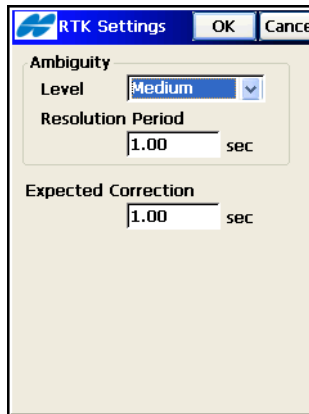 RTK Settings OK Cance
Ambiguity
Level Medium
Resolution Period
1.00 sec
Expected Correction
1.00 sec